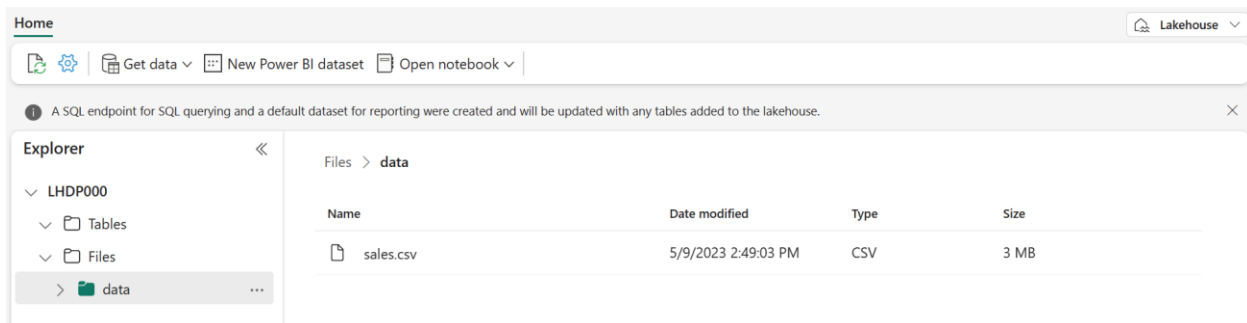 Home
Lakehouse
Get data
New Power BI dataset
Open notebook
A SQL endpoint for SQL querying and a default dataset for reporting were created and will be updated with any tables added to the lakehouse.
Explorer
Files > data
LHDP000
Name Date modified Type Size
Tables
sales.csv 5/9/2023 2:49:03 PM CSV 3 MB
Files
data ...